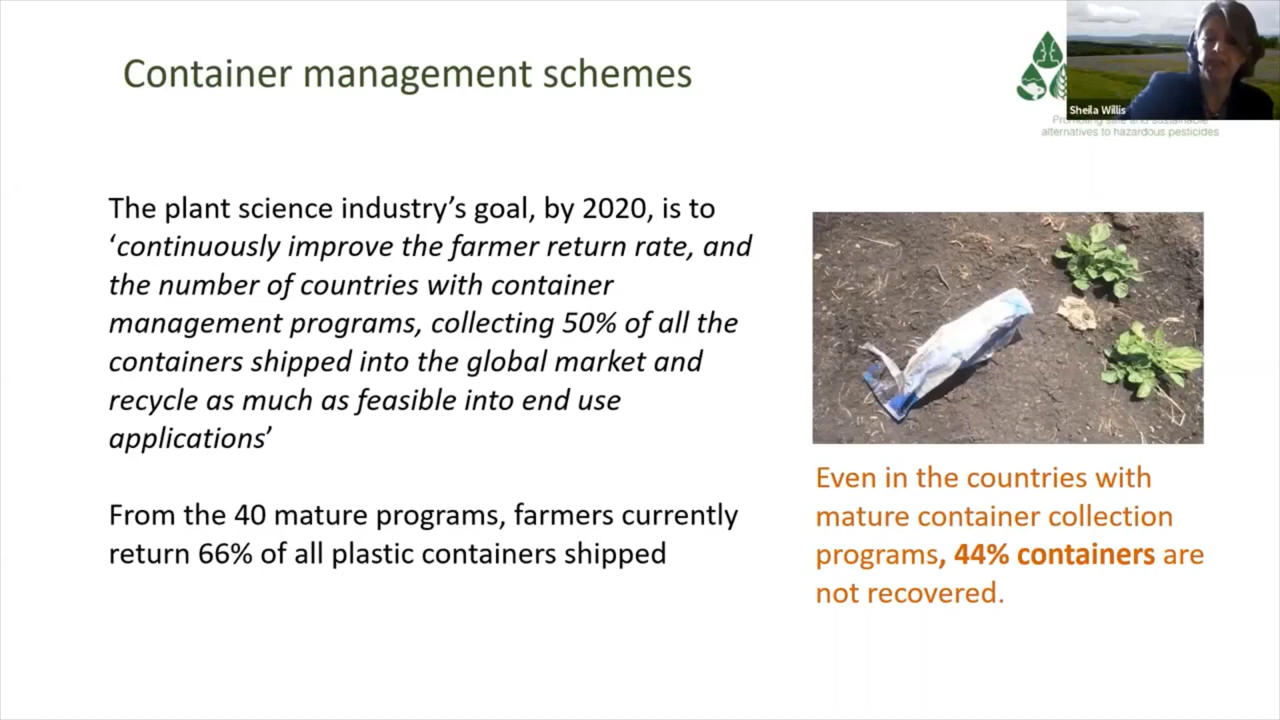 Container management schemes
Sheila Willis
Promoting safe and sustainable
alternatives to hazardous pesticides
The plant science industry’s goal, by 2020, is to
‘continuously improve the farmer return rate, and
the number of countries with container
management programs, collecting 50% of all the
containers shipped into the global market and
recycle as much as feasible into end use
applications’
From the 40 mature programs, farmers currently
return 66% of all plastic containers shipped
Even in the countries with
mature container collection
programs, 44% containers are
not recovered.